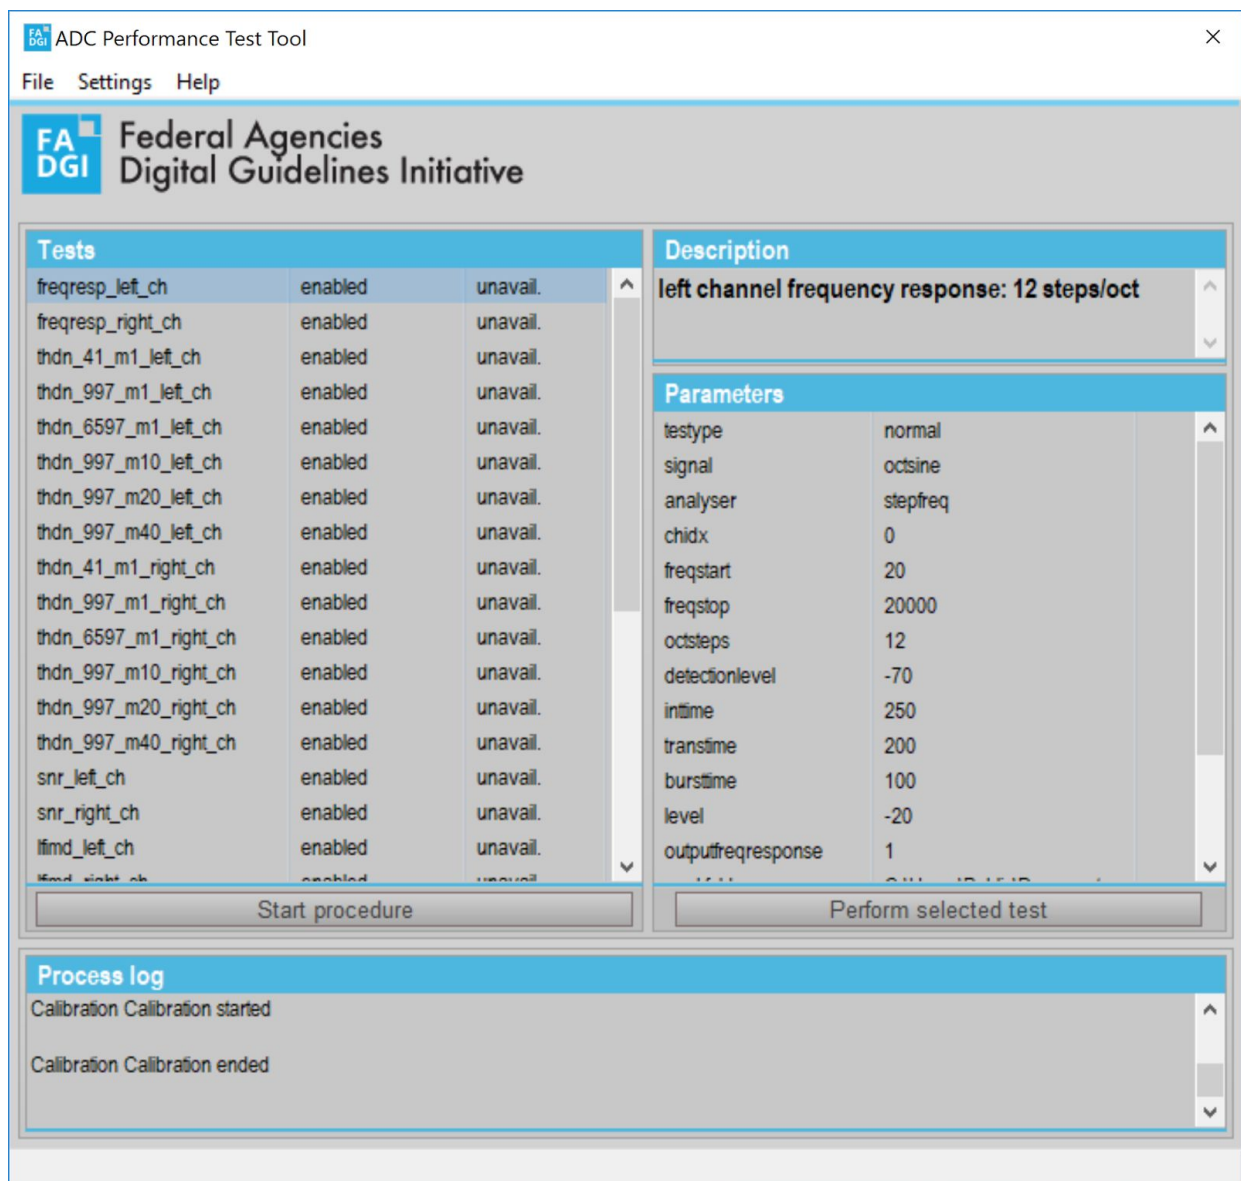 FA DGI ADC Performance Test Tool
File Settings Help
FA DGI
Federal Agencies
Digital Guidelines Initiative
Tests
freqresp_left_ch enabled unavail.
freqresp_right_ch enabled unavail.
thdn_41_m1_left_ch enabled unavail.
thdn_997_m1_left_ch enabled unavail.
thdn_6597_m1_left_ch enabled unavail.
thdn_997_m10_left_ch enabled unavail.
thdn_997_m20_left_ch enabled unavail.
thdn_997_m40_left_ch enabled unavail.
thdn_41_m1_right_ch enabled unavail.
thdn_997_m1_right_ch enabled unavail.
thdn_6597_m1_right_ch enabled unavail.
thdn_997_m10_right_ch enabled unavail.
thdn_997_m20_right_ch enabled unavail.
thdn_997_m40_right_ch enabled unavail.
snr_left_ch enabled unavail.
snr_right_ch enabled unavail.
lfimd_left_ch enabled unavail.
Start procedure
Description
left channel frequency response: 12 steps/oct
Parameters
testype normal
signal octsine
analyser stepfreq
chidx 0
freqstart 20
freqstop 20000
octsteps 12
detectionlevel -70
inttime 250
transtime 200
bursttime 100
level -20
outputfreqresponse 1
Perform selected test
Process log
Calibration Calibration started
Calibration Calibration ended